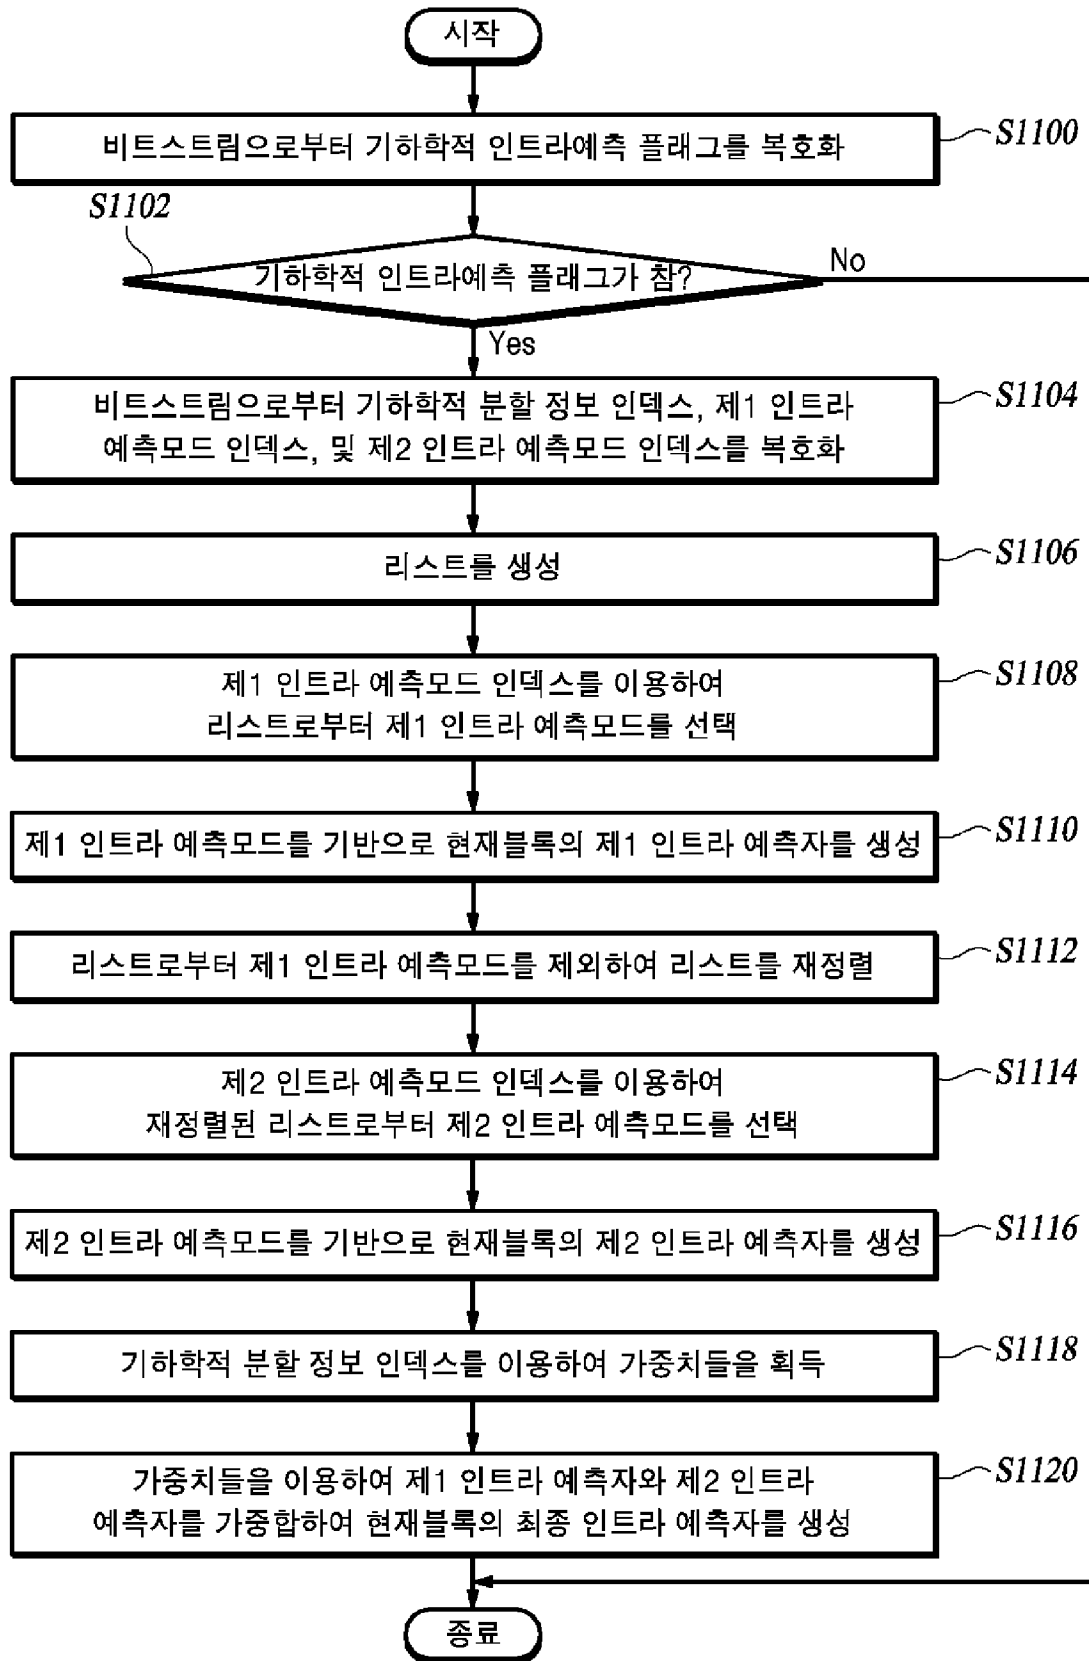 시작
비트스트림으로부터 기하학적 인트라예측 플래그를 복호화
S1100
S1102
기하학적 인트라예측 플래그가 참?
No
Yes
비트스트림으로부터 기하학적 분할 정보 인덱스, 제1 인트라
예측모드 인덱스, 및 제2 인트라 예측모드 인덱스를 복호화
S1104
리스트를 생성
S1106
제1 인트라 예측모드 인덱스를 이용하여
리스트로부터 제1 인트라 예측모드를 선택
S1108
제1 인트라 예측모드를 기반으로 현재블록의 제1 인트라 예측자를 생성
S1110
리스트로부터 제1 인트라 예측모드를 제외하여 리스트를 재정렬
S1112
제2 인트라 예측모드 인덱스를 이용하여
재정렬된 리스트로부터 제2 인트라 예측모드를 선택
S1114
제2 인트라 예측모드를 기반으로 현재블록의 제2 인트라 예측자를 생성
S1116
기하학적 분할 정보 인덱스를 이용하여 가중치들을 획득
S1118
가중치들을 이용하여 제1 인트라 예측자와 제2 인트라
예측자를 가중합하여 현재블록의 최종 인트라 예측자를 생성
S1120
종료